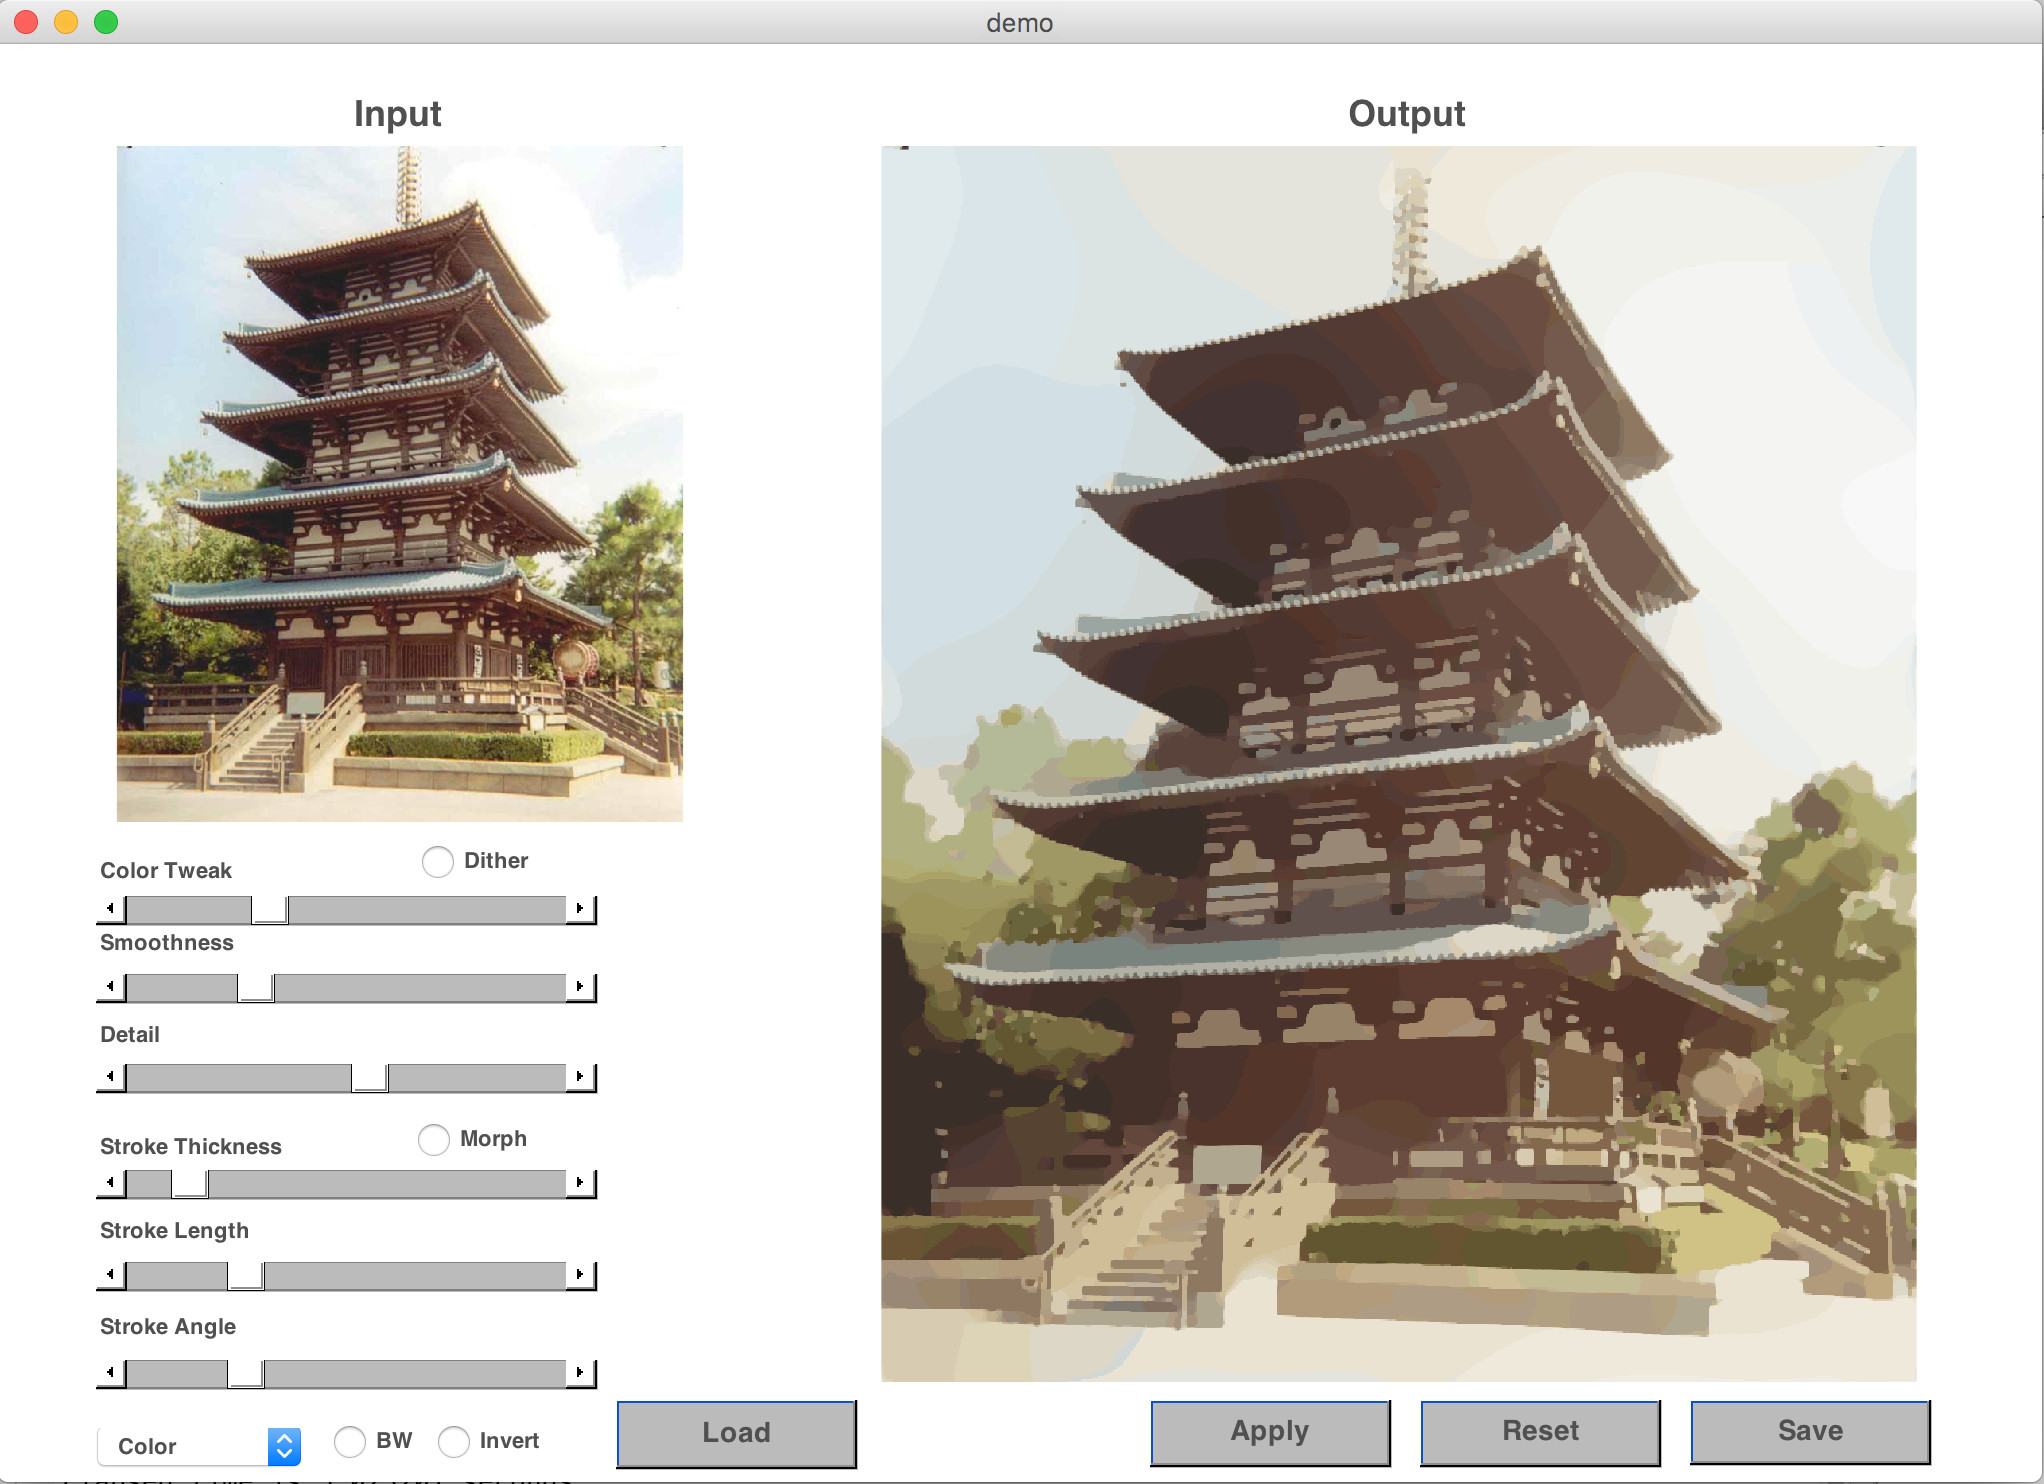 demo
Input
Output
Color Tweak
Dither
Smoothness
Detail
Stroke Thickness
Morph
Stroke Length
Stroke Angle
Color
BW
Invert
Load
Apply
Reset
Save